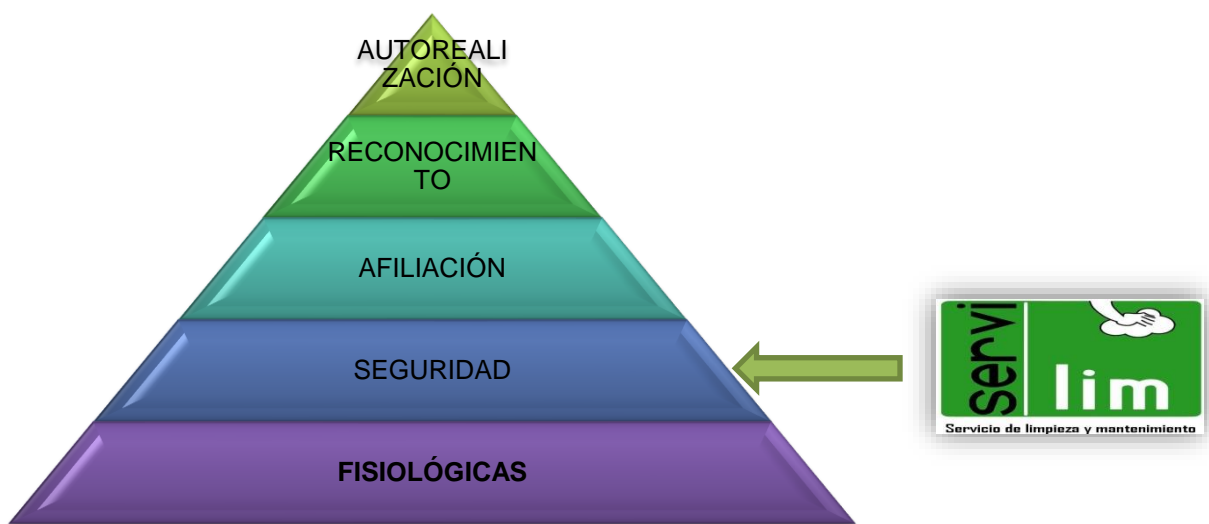 AUTOREALI
ZACIÓN
RECONOCIMIEN
TO
AFILIACIÓN
SEGURIDAD
FISIOLÓGICAS
servi
lim
Servicio de limpieza y mantenimiento